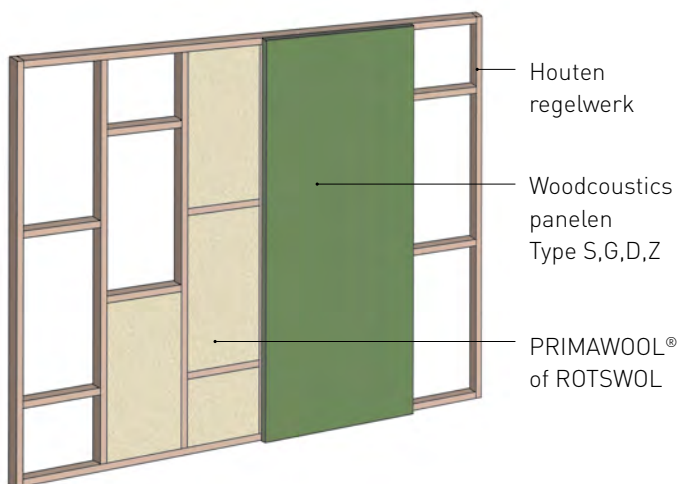 Houten
regelwerk
Woodcoustics
panelen
Type S,G,D,Z
PRIMAWOOL®
of ROTSWOL